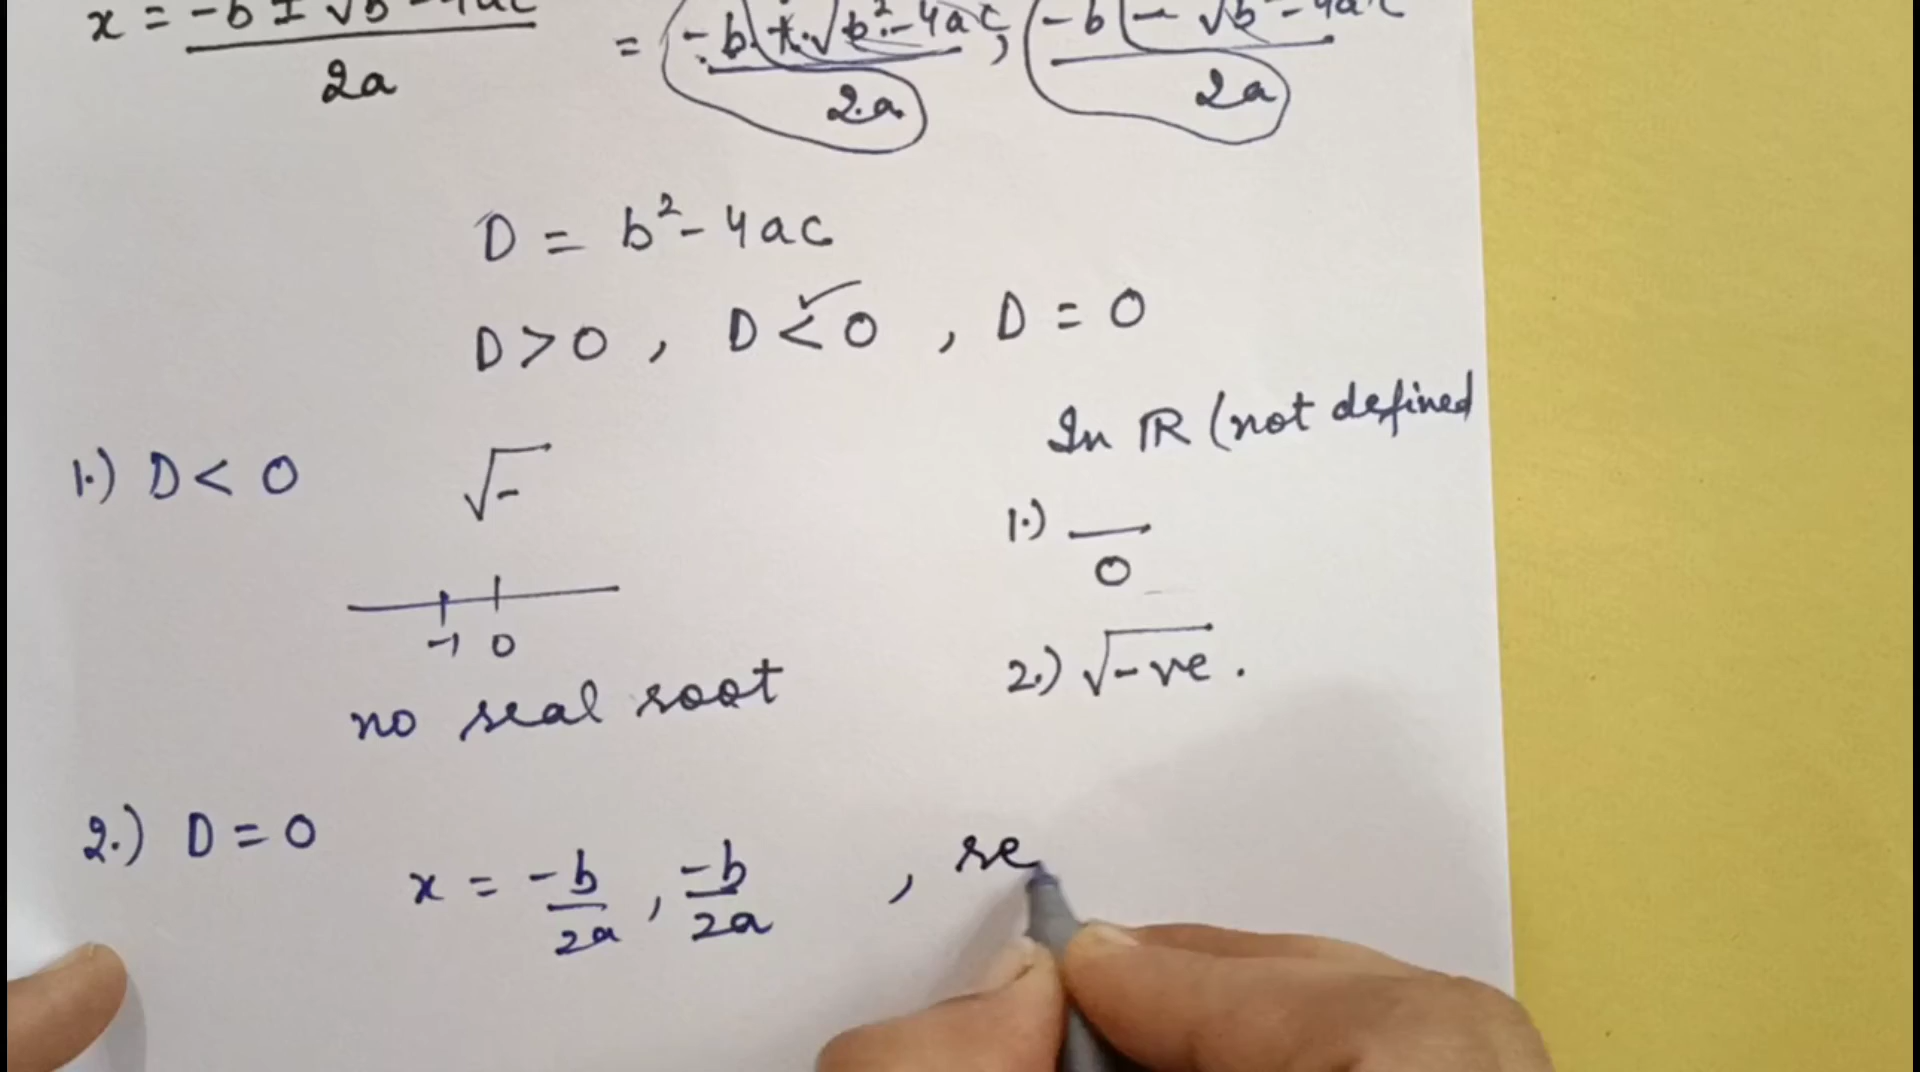 x = -b ± √b² - 4ac / 2a = -b + √b² - 4ac / 2a , -b - √b² - 4ac / 2a
D = b² - 4ac
D > 0 , D < 0 , D = 0
1.) D < 0 √-
-1 0
no real root
In ℝ (not defined
1.) — / 0
2.) √-ve .
2.) D = 0
x = -b/2a , -b/2a , re